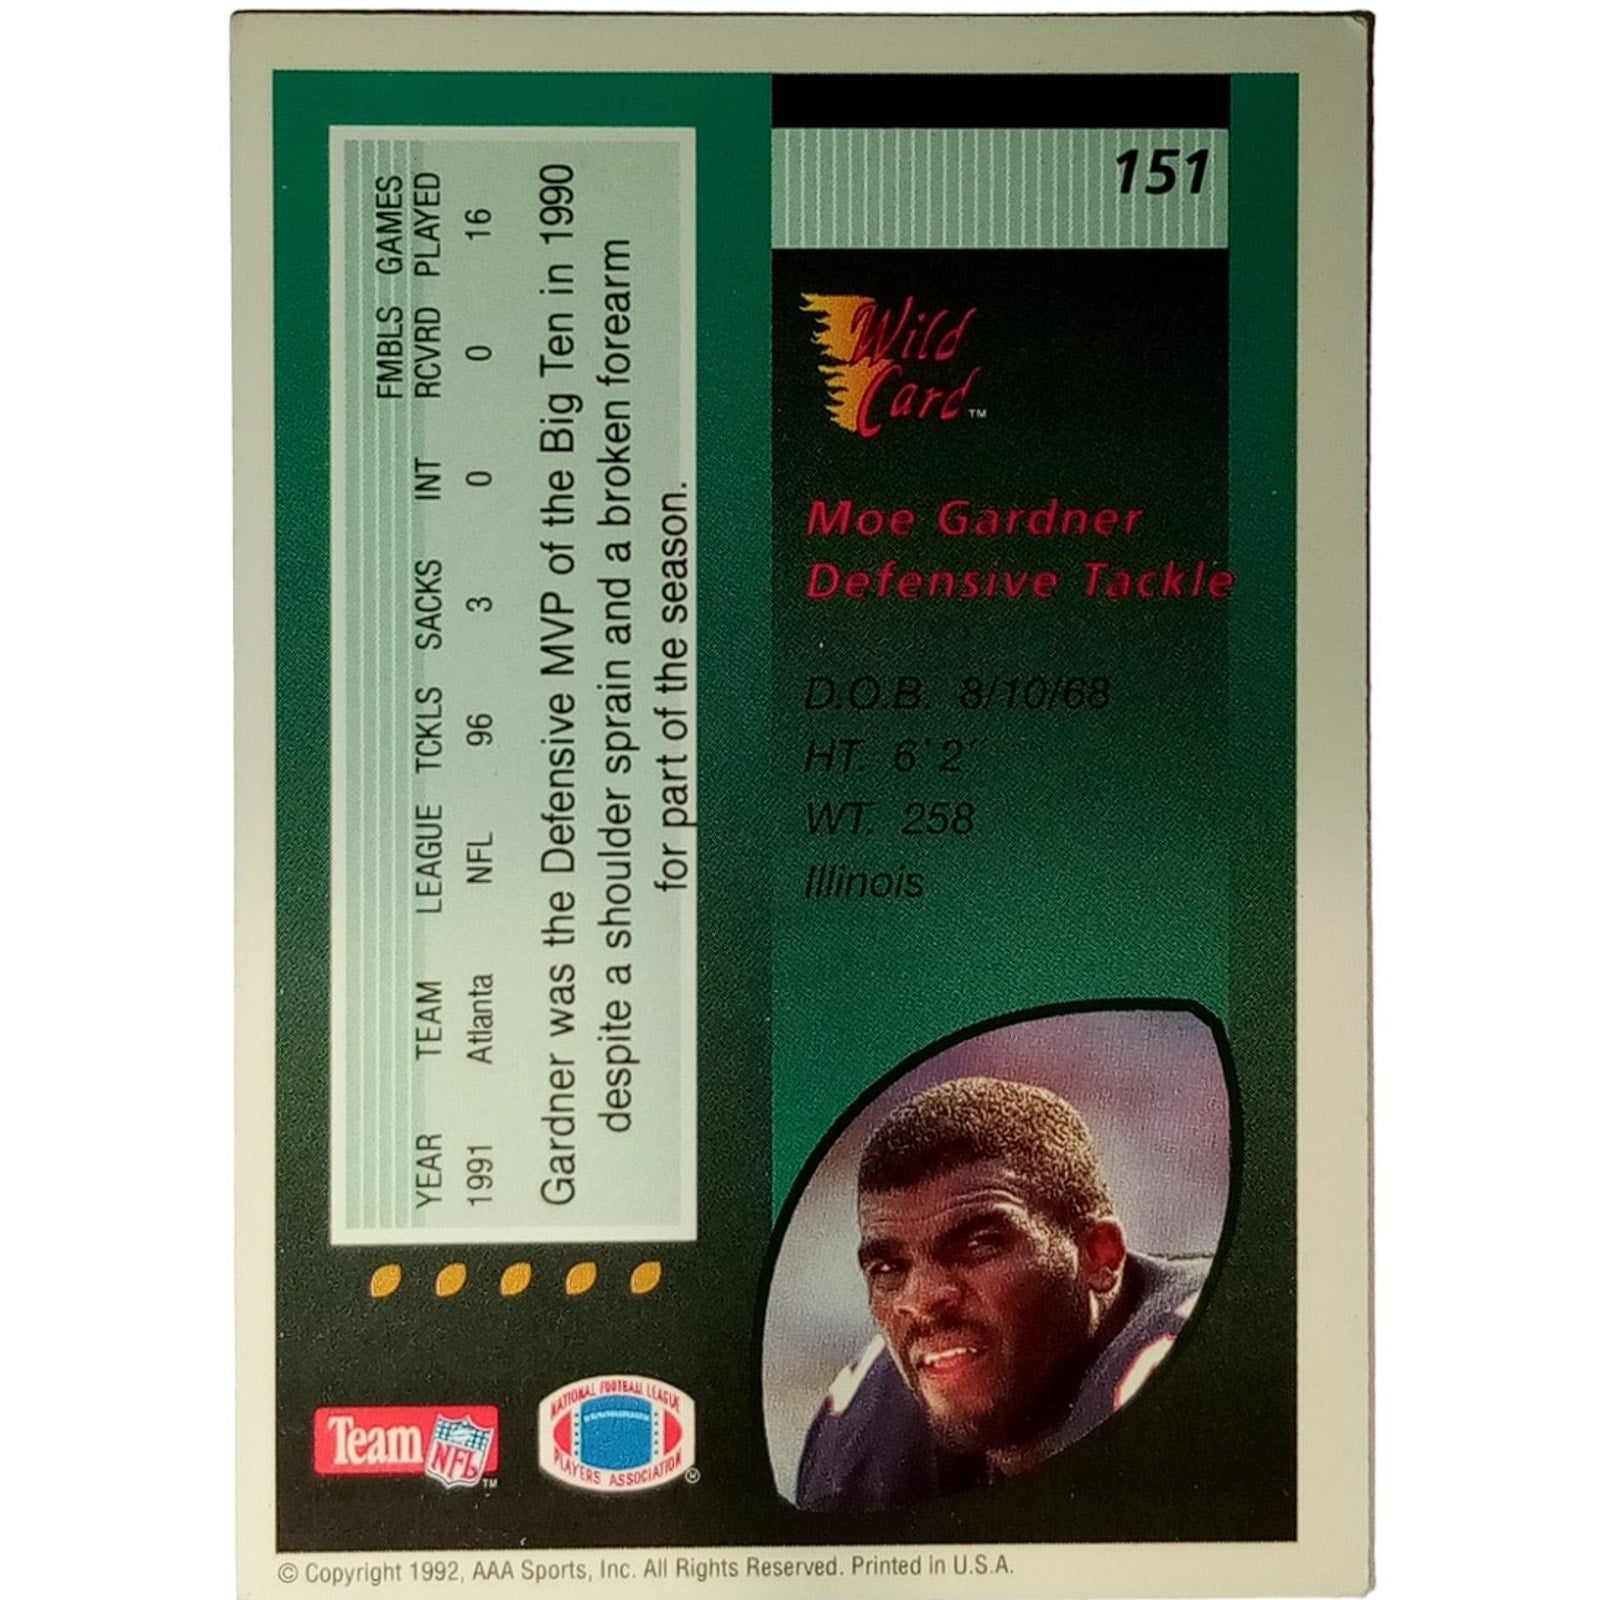 151
Wild
Card™
Moe Gardner
Defensive Tackle
D.O.B. 8/10/68
HT. 6'2"
WT. 258
Illinois
FMBLS GAMES
YEAR TEAM LEAGUE TCKLS SACKS INT RCVRD PLAYED
1991 Atlanta NFL 96 3 0 0 16
Gardner was the Defensive MVP of the Big Ten in 1990
despite a shoulder sprain and a broken forearm
for part of the season.
Team NFL™
NATIONAL FOOTBALL LEAGUE
PLAYERS ASSOCIATION®
© Copyright 1992, AAA Sports, Inc. All Rights Reserved. Printed in U.S.A.